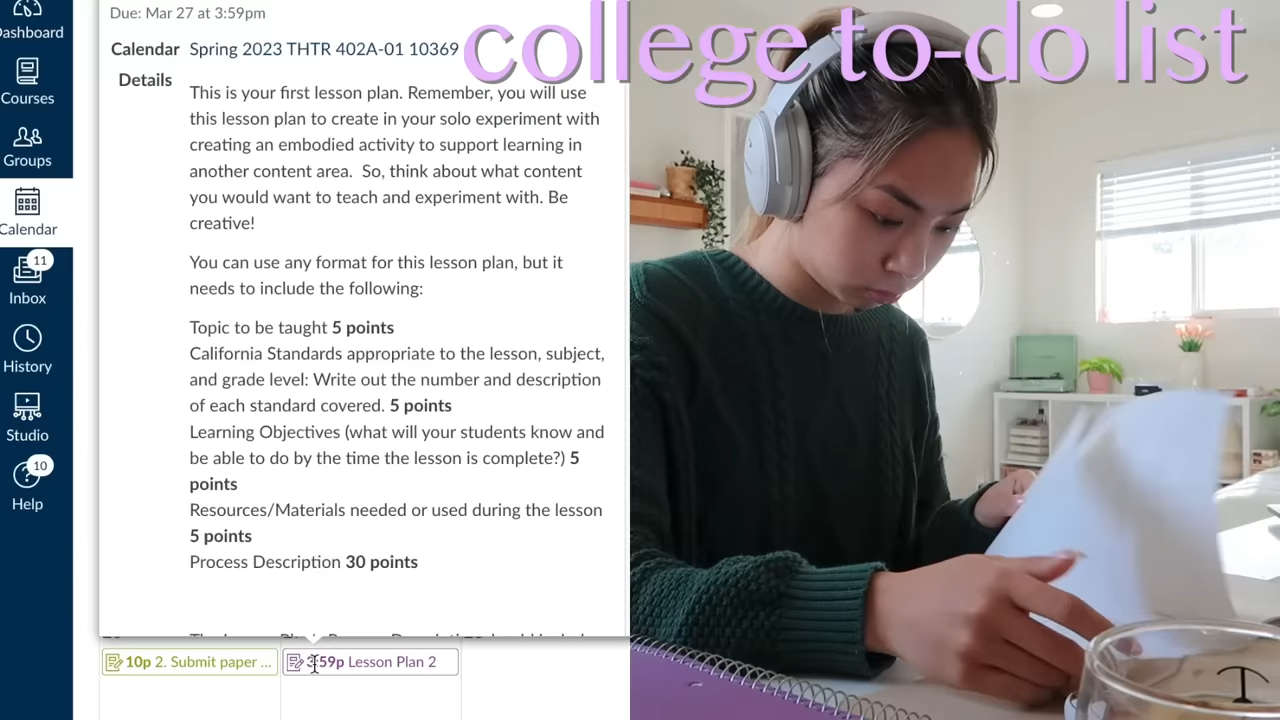 college to-do list
Due: Mar 27 at 3:59pm
Calendar Spring 2023 THTR 402A-01 10369
Details
This is your first lesson plan. Remember, you will use
this lesson plan to create in your solo experiment with
creating an embodied activity to support learning in
another content area. So, think about what content
you would want to teach and experiment with. Be
creative!
You can use any format for this lesson plan, but it
needs to include the following:
Topic to be taught 5 points
California Standards appropriate to the lesson, subject,
and grade level: Write out the number and description
of each standard covered. 5 points
Learning Objectives (what will your students know and
be able to do by the time the lesson is complete?) 5
points
Resources/Materials needed or used during the lesson
5 points
Process Description 30 points
10p 2. Submit paper ...
3:59p Lesson Plan 2
Dashboard
Courses
Groups
Calendar
11
Inbox
History
Studio
10
Help
T